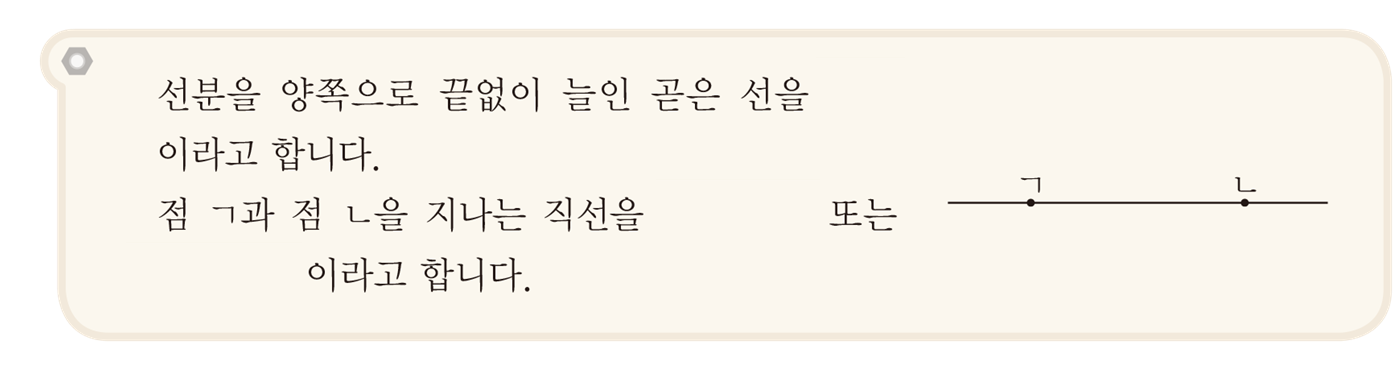 선분을 양쪽으로 끝없이 늘인 곧은 선을
이라고 합니다.
점 ㄱ과 점 ㄴ을 지나는 직선을 또는
이라고 합니다.
ㄱ ㄴ